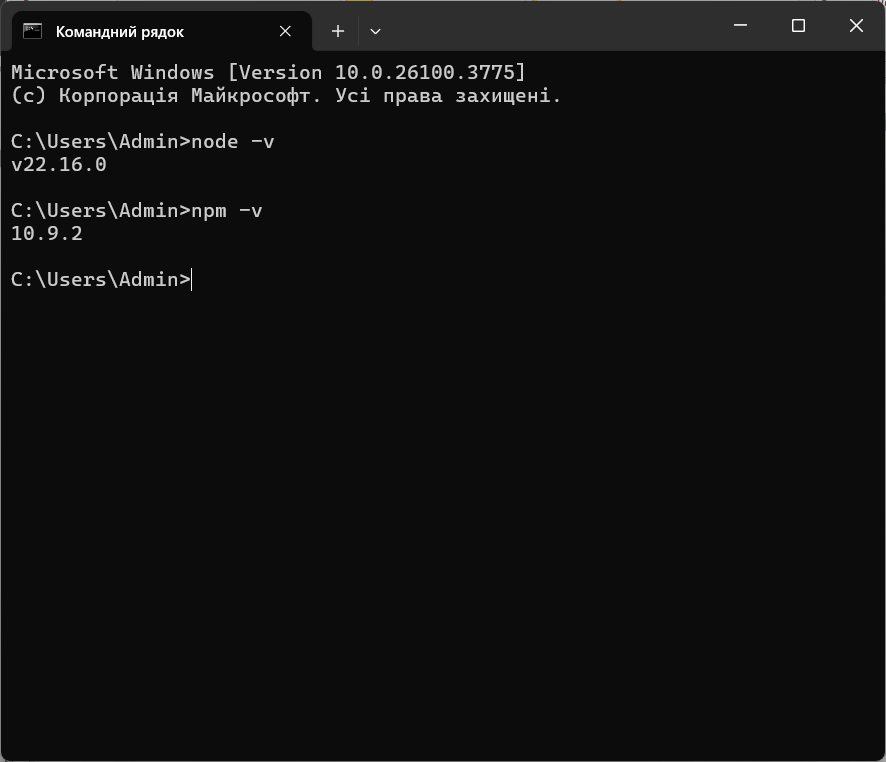 Командний рядок
Microsoft Windows [Version 10.0.26100.3775]
(c) Корпорація Майкрософт. Усі права захищені.
C:\Users\Admin>node -v
v22.16.0
C:\Users\Admin>npm -v
10.9.2
C:\Users\Admin>